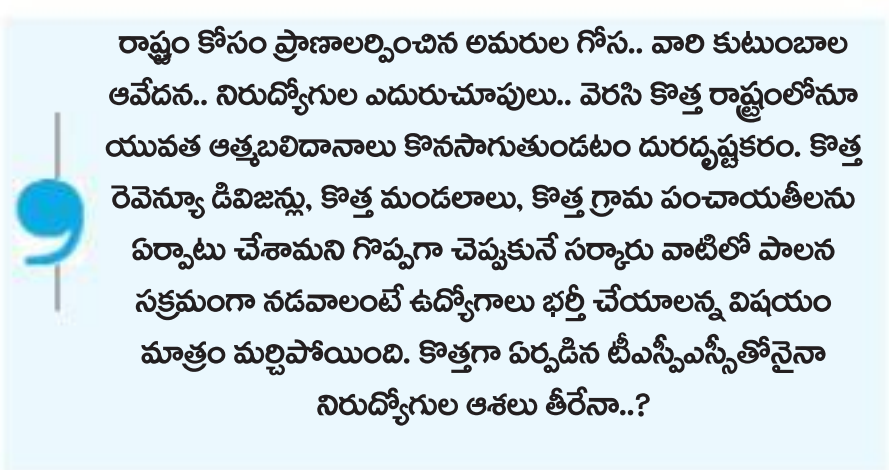 రాష్ట్రం కోసం ప్రాణాలర్పించిన అమరుల గోస.. వారి కుటుంబాల
ఆవేదన.. నిరుద్యోగుల ఎదురుచూపులు.. వెరసి కొత్త రాష్ట్రంలోనూ
యువత ఆత్మబలిదానాలు కొనసాగుతుండటం దురదృష్టకరం. కొత్త
రెవెన్యూ డివిజన్లు, కొత్త మండలాలు, కొత్త గ్రామ పంచాయతీలను
ఏర్పాటు చేశామని గొప్పగా చెప్పుకునే సర్కారు వాటిలో పాలన
సక్రమంగా నడవాలంటే ఉద్యోగాలు భర్తీ చేయాలన్న విషయం
మాత్రం మర్చిపోయింది. కొత్తగా ఏర్పడిన టీఎస్పీఎస్సీతోనైనా
నిరుద్యోగుల ఆశలు తీరేనా..?